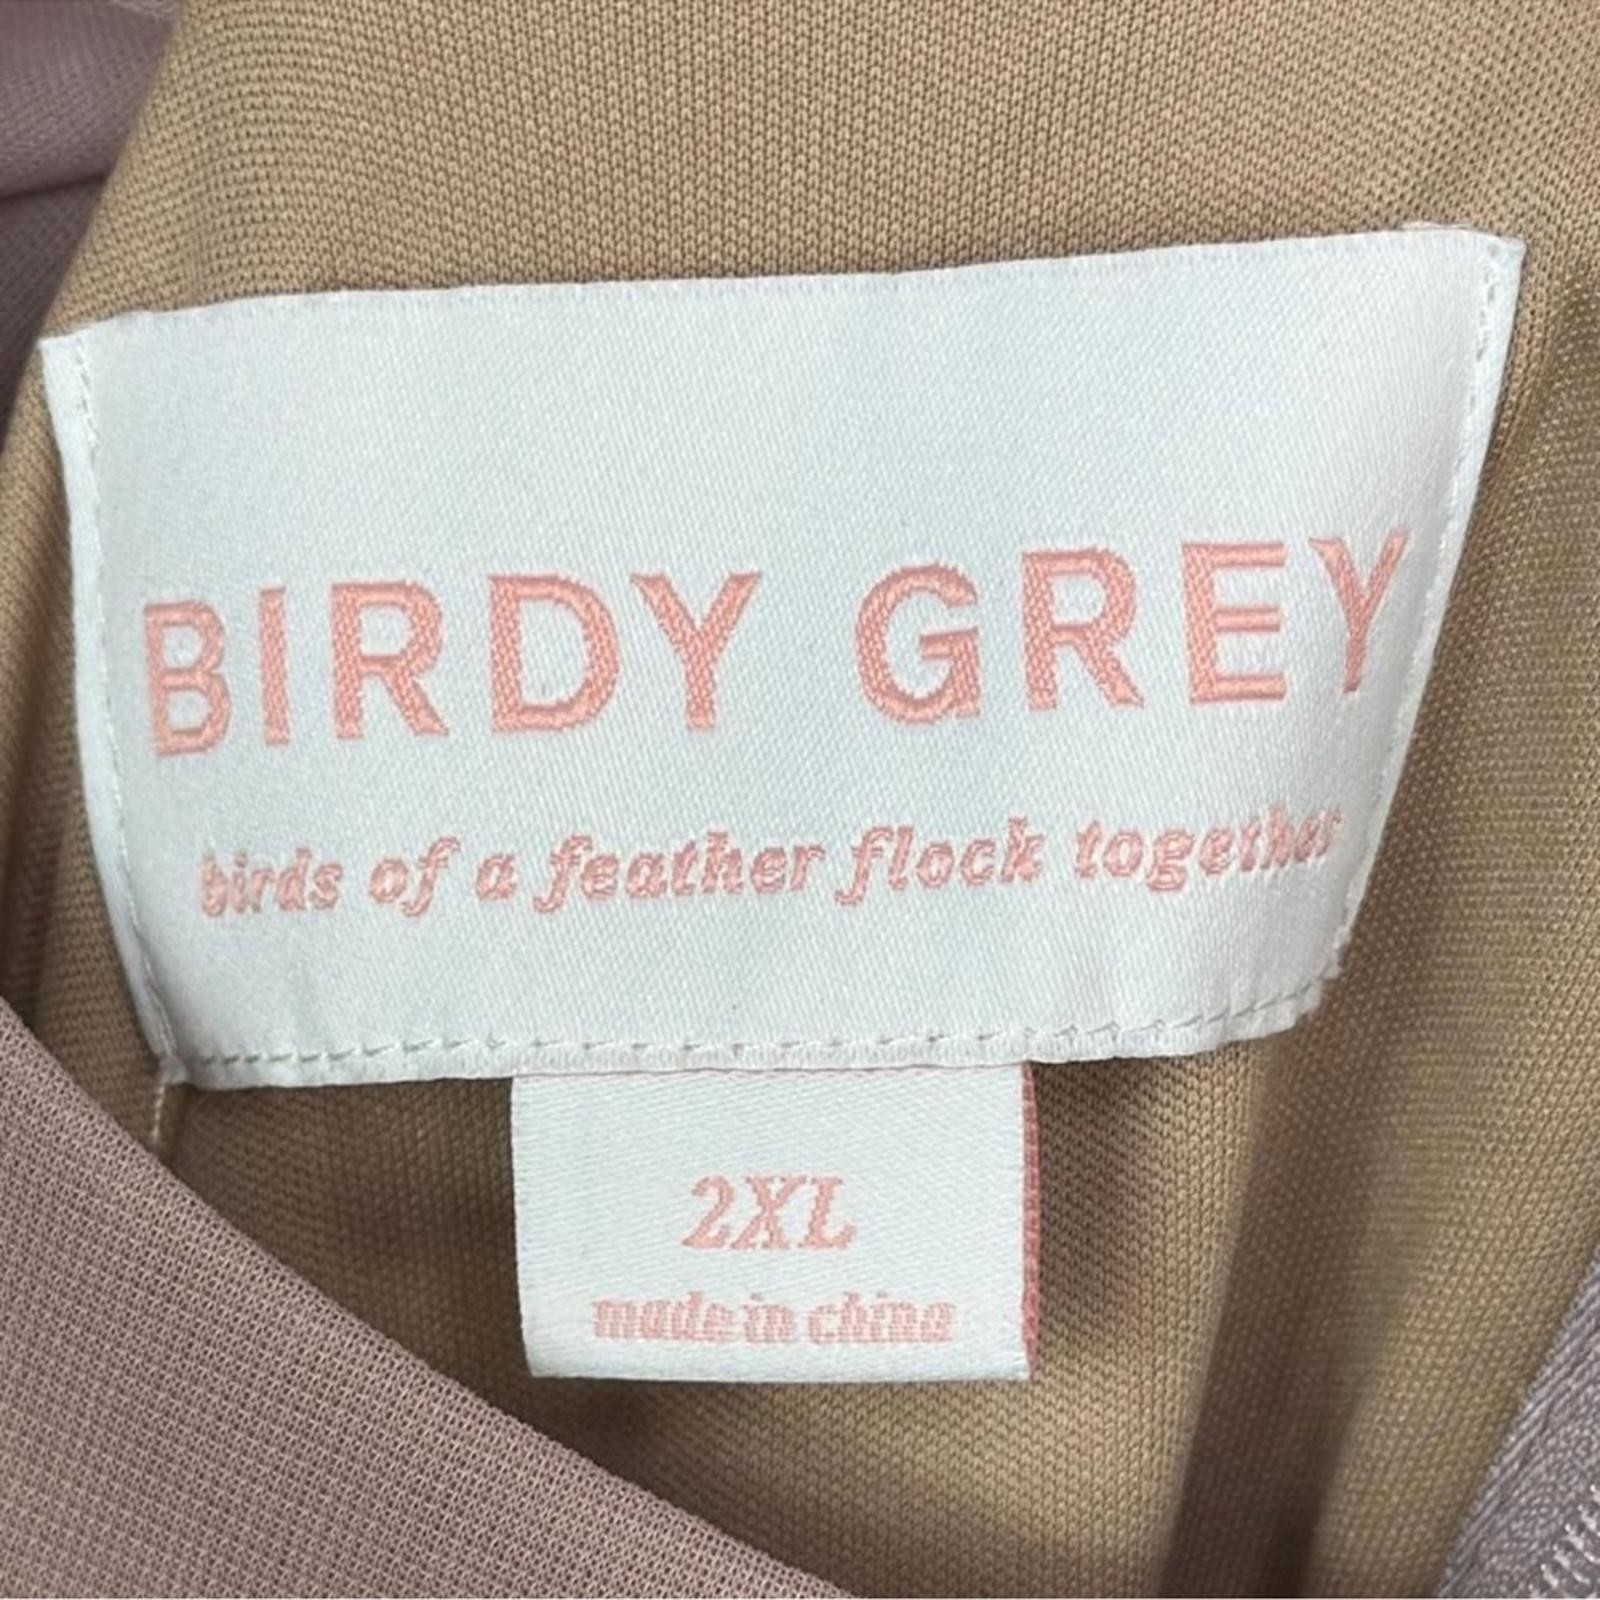 BIRDY GREY
birds of a feather flock together
2XL
made in china